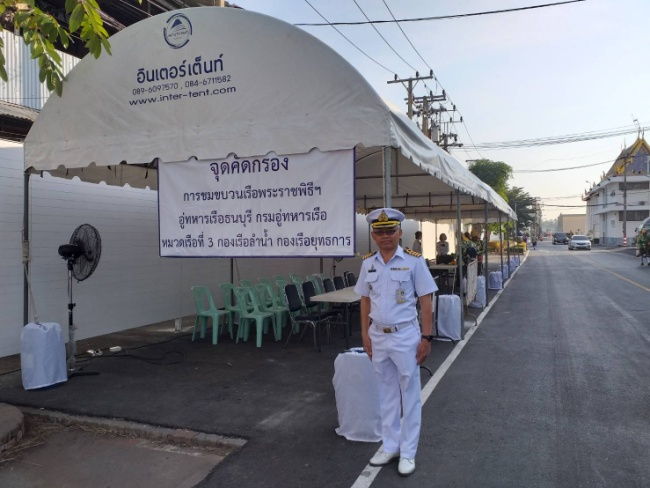 อินเตอร์เต็นท์
089-6097570 , 084-6711582
www.inter-tent.com
จุดคัดกรอง
การชมขบวนเรือพระราชพิธีฯ
อู่ทหารเรือธนบุรี กรมอู่ทหารเรือ
หมวดเรือที่ 3 กองเรือลำน้ำ กองเรือยุทธการ